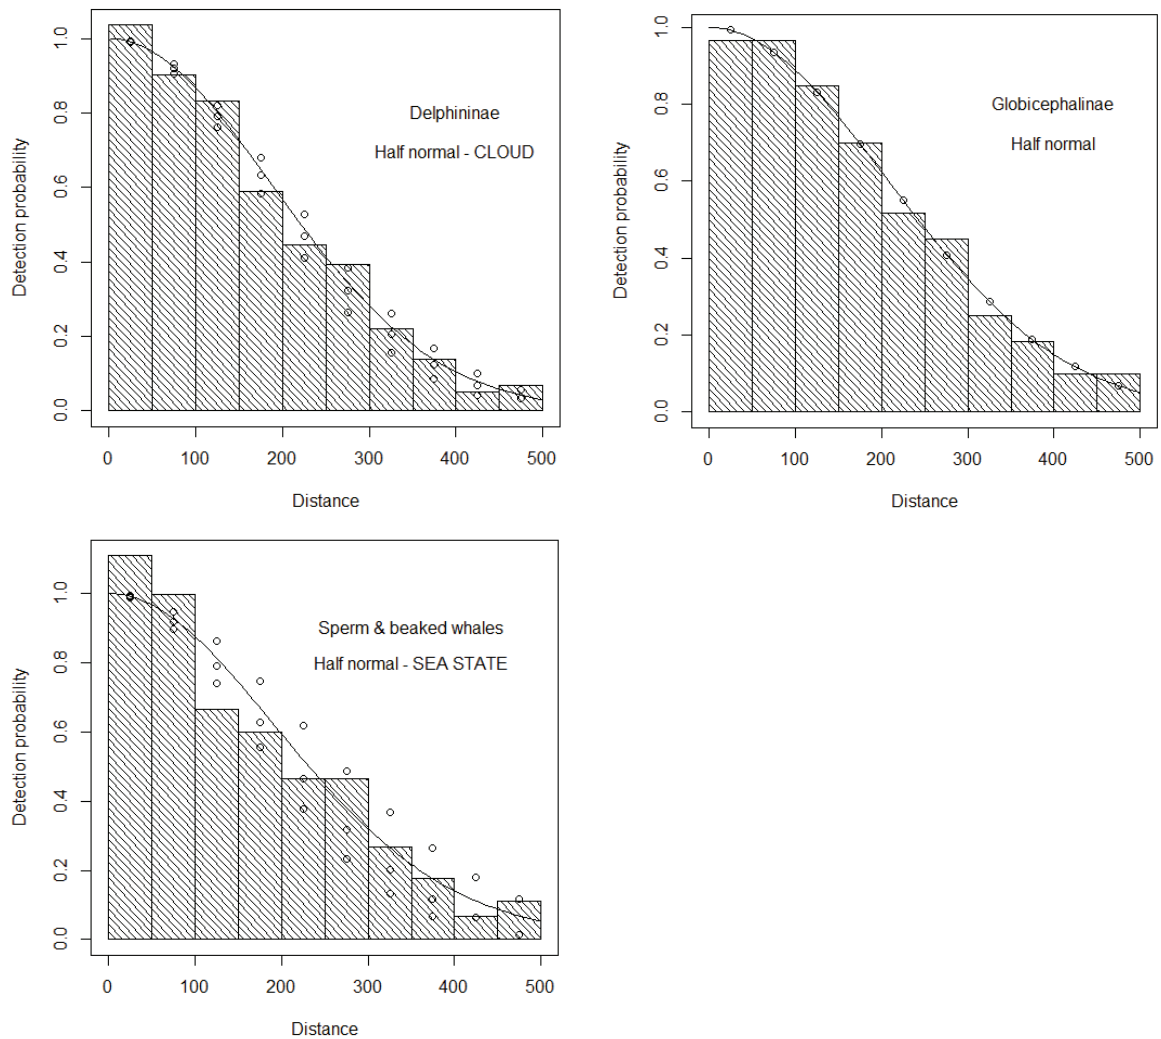 Detection probability
1.0
0.8
0.6
0.4
0.2
0.0
Delphininae
Half normal - CLOUD
0 100 200 300 400 500
Distance
Detection probability
1.0
0.8
0.6
0.4
0.2
0.0
Globicephalinae
Half normal
0 100 200 300 400 500
Distance
Detection probability
1.0
0.8
0.6
0.4
0.2
0.0
Sperm & beaked whales
Half normal - SEA STATE
0 100 200 300 400 500
Distance